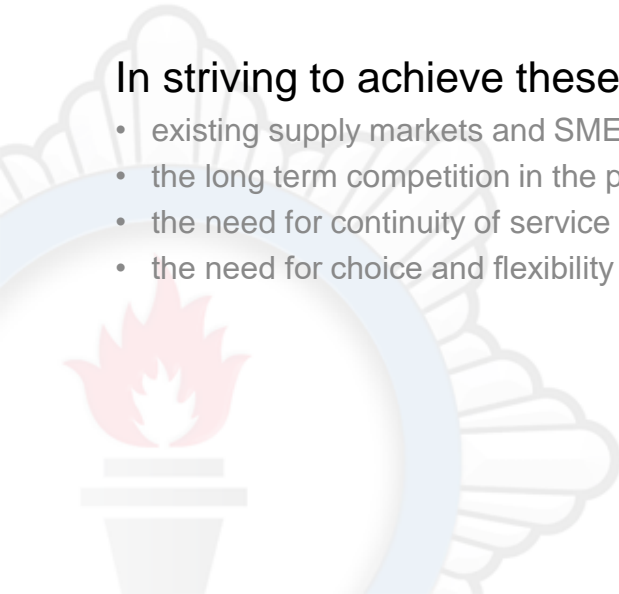 In striving to achieve these
• existing supply markets and SME
• the long term competition in the p
• the need for continuity of service
• the need for choice and flexibility